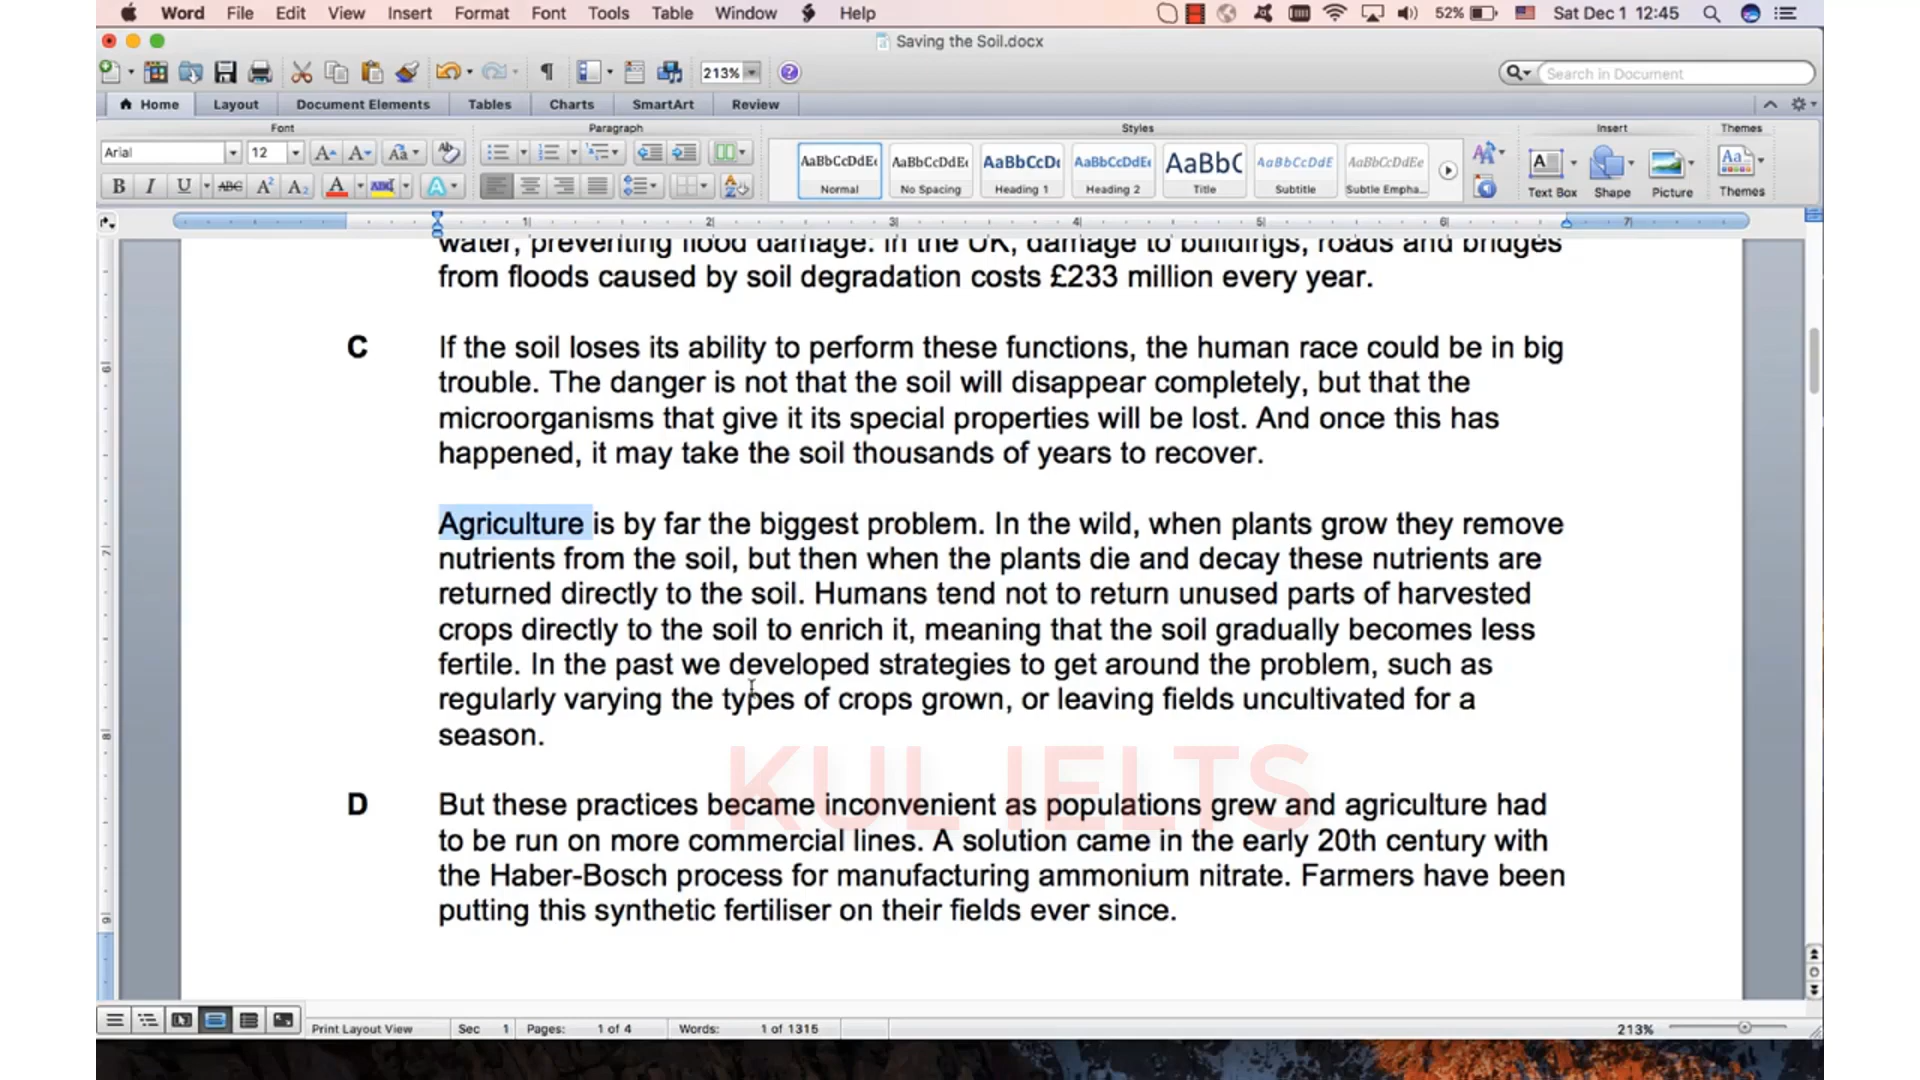 Word File Edit View Insert Format Font Tools Table Window Help 52% Sat Dec 1 12:45
Saving the Soil.docx
213% Search in Document
Home Layout Document Elements Tables Charts SmartArt Review
Font Paragraph Styles Insert Themes
Arial 12
AaBbCcDdEe AaBbCcDdEe AaBbCcDc AaBbCcDdEe AaBbC AaBbCcDdE AaBbCcDdEe
Normal No Spacing Heading 1 Heading 2 Title Subtitle Subtle Empha... Text Box Shape Picture Themes
water, preventing flood damage: in the UK, damage to buildings, roads and bridges
from floods caused by soil degradation costs £233 million every year.
C If the soil loses its ability to perform these functions, the human race could be in big
trouble. The danger is not that the soil will disappear completely, but that the
microorganisms that give it its special properties will be lost. And once this has
happened, it may take the soil thousands of years to recover.
Agriculture is by far the biggest problem. In the wild, when plants grow they remove
nutrients from the soil, but then when the plants die and decay these nutrients are
returned directly to the soil. Humans tend not to return unused parts of harvested
crops directly to the soil to enrich it, meaning that the soil gradually becomes less
fertile. In the past we developed strategies to get around the problem, such as
regularly varying the types of crops grown, or leaving fields uncultivated for a
season.
KUL IELTS
D But these practices became inconvenient as populations grew and agriculture had
to be run on more commercial lines. A solution came in the early 20th century with
the Haber-Bosch process for manufacturing ammonium nitrate. Farmers have been
putting this synthetic fertiliser on their fields ever since.
Print Layout View Sec 1 Pages: 1 of 4 Words: 1 of 1315 213%